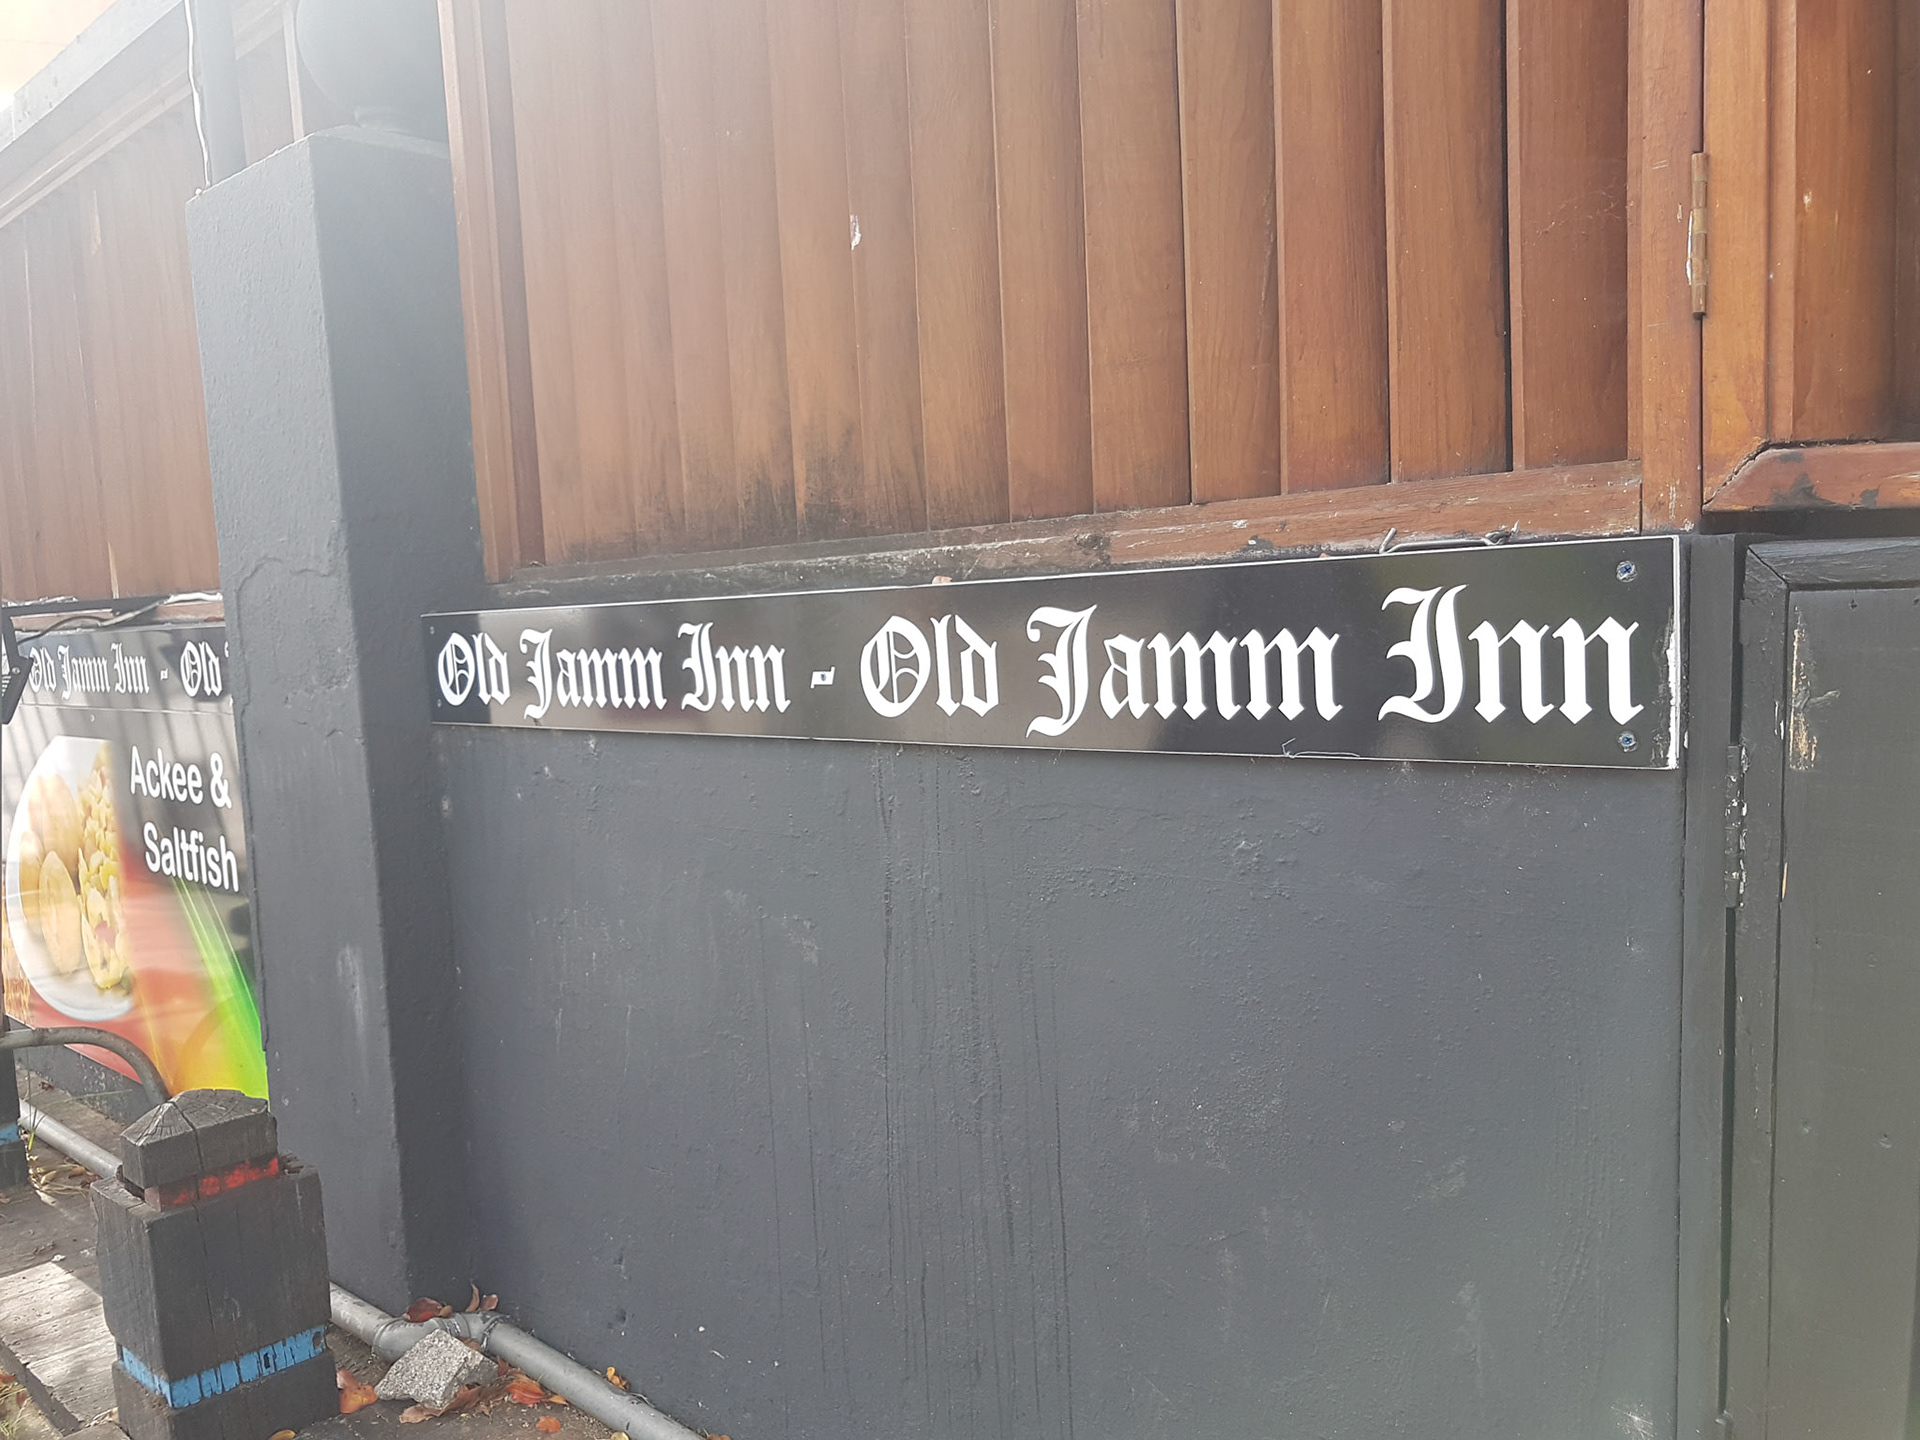 Old Jamm Inn - Old Jamm Inn
Old Jamm Inn - Old
Ackee &
Saltfish